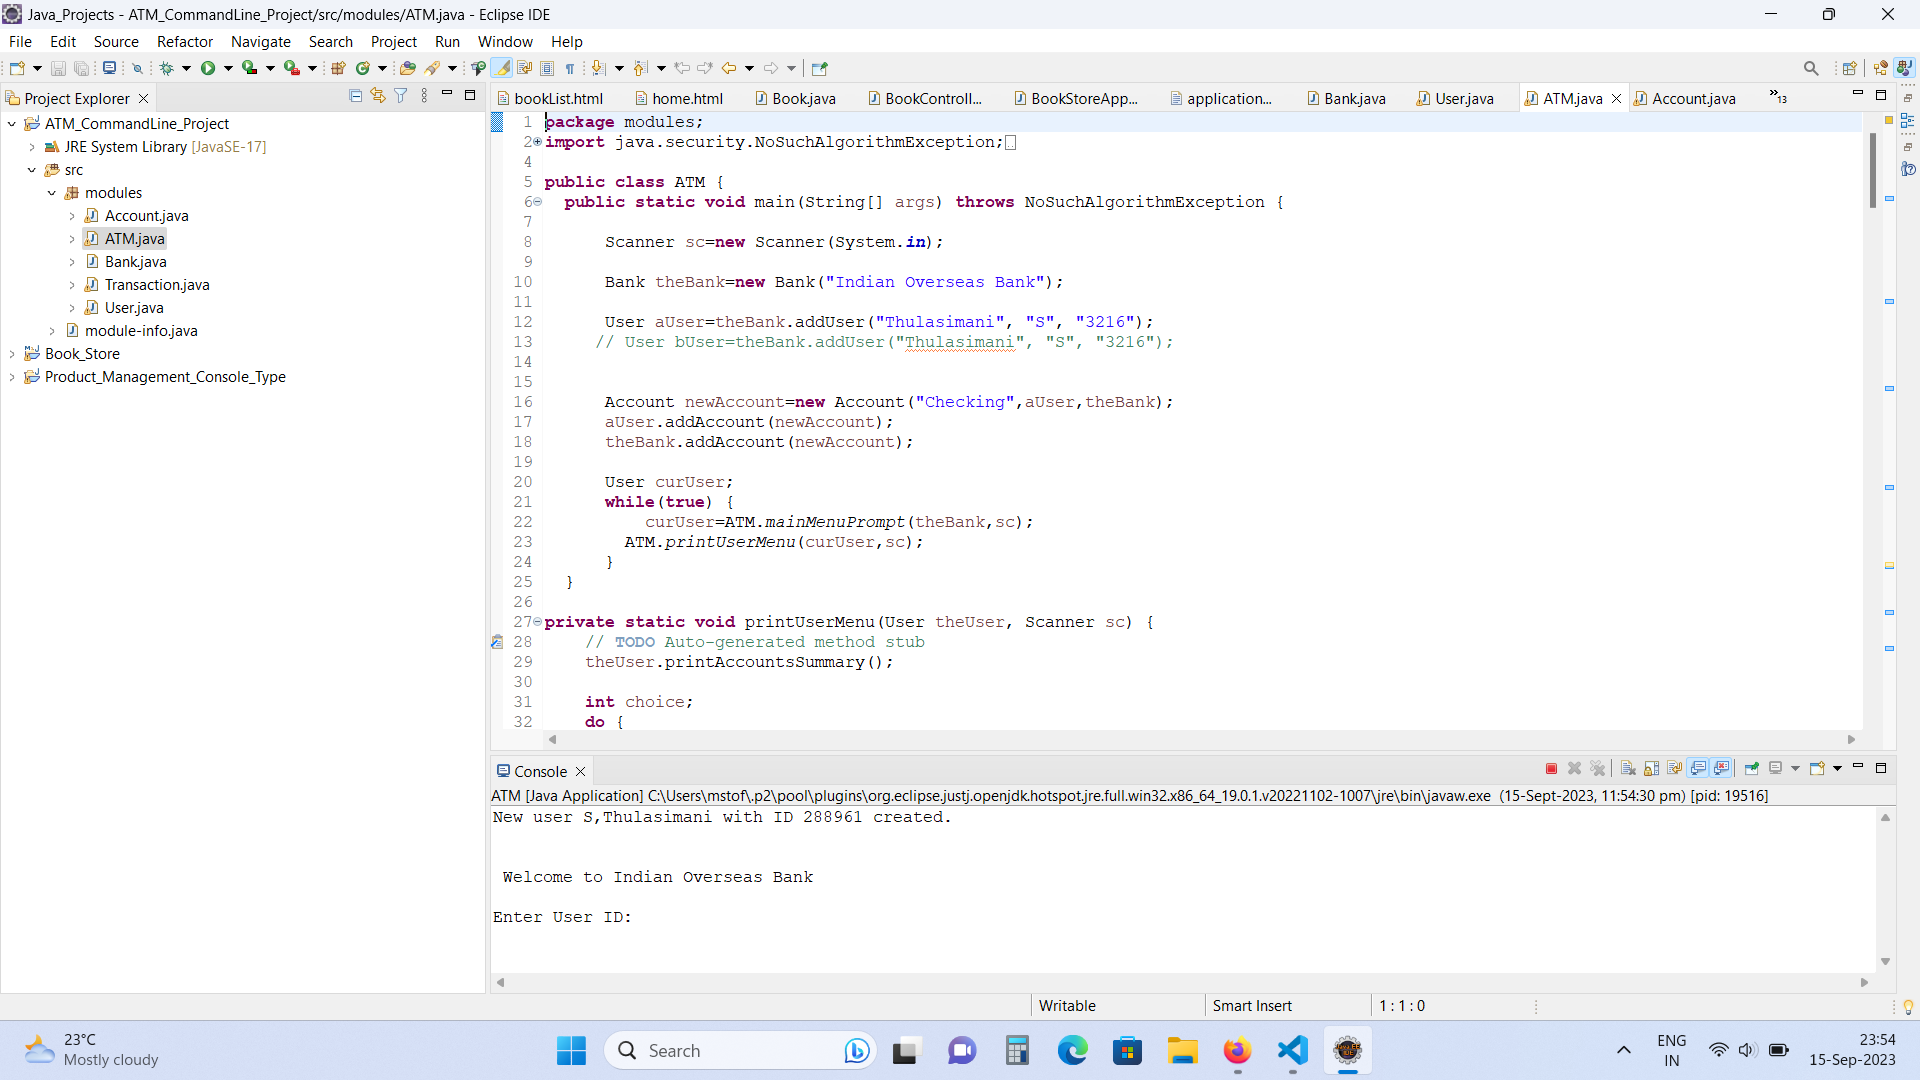 Java_Projects - ATM_CommandLine_Project/src/modules/ATM.java - Eclipse IDE
File Edit Source Refactor Navigate Search Project Run Window Help
Project Explorer
bookList.html home.html Book.java BookControll... BookStoreApp... application... Bank.java User.java ATM.java Account.java »13
ATM_CommandLine_Project
JRE System Library [JavaSE-17]
src
modules
Account.java
ATM.java
Bank.java
Transaction.java
User.java
module-info.java
Book_Store
Product_Management_Console_Type
1 package modules;
2 import java.security.NoSuchAlgorithmException;
4
5 public class ATM {
6 public static void main(String[] args) throws NoSuchAlgorithmException {
7
8 Scanner sc=new Scanner(System.in);
9
10 Bank theBank=new Bank("Indian Overseas Bank");
11
12 User aUser=theBank.addUser("Thulasimani", "S", "3216");
13 // User bUser=theBank.addUser("Thulasimani", "S", "3216");
14
15
16 Account newAccount=new Account("Checking",aUser,theBank);
17 aUser.addAccount(newAccount);
18 theBank.addAccount(newAccount);
19
20 User curUser;
21 while(true) {
22 curUser=ATM.mainMenuPrompt(theBank,sc);
23 ATM.printUserMenu(curUser,sc);
24 }
25 }
26
27 private static void printUserMenu(User theUser, Scanner sc) {
28 // TODO Auto-generated method stub
29 theUser.printAccountsSummary();
30
31 int choice;
32 do {
Console
ATM [Java Application] C:\Users\mstof\.p2\pool\plugins\org.eclipse.justj.openjdk.hotspot.jre.full.win32.x86_64_19.0.1.v20221102-1007\jre\bin\javaw.exe (15-Sept-2023, 11:54:30 pm) [pid: 19516]
New user S,Thulasimani with ID 288961 created.
Welcome to Indian Overseas Bank
Enter User ID:
Writable Smart Insert 1 : 1 : 0
23°C
Mostly cloudy
Search
ENG
IN
23:54
15-Sep-2023